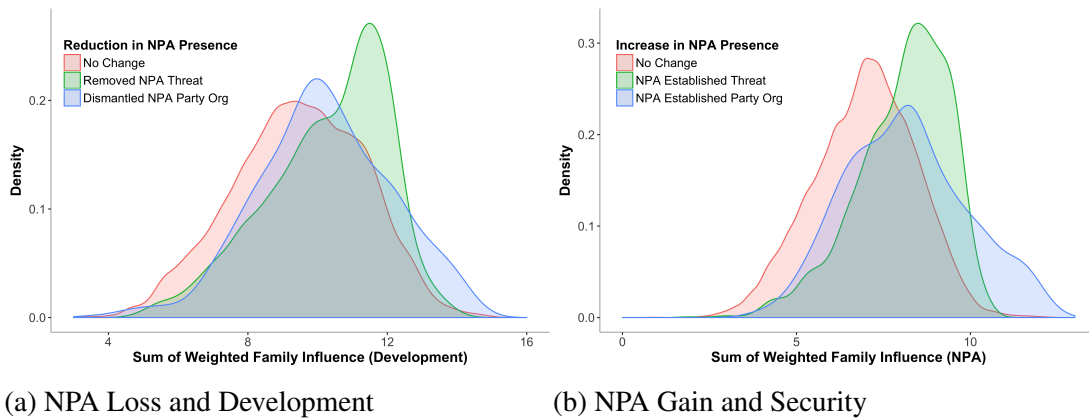 Reduction in NPA Presence
No Change
Removed NPA Threat
Dismantled NPA Party Org
Density
0.2
0.1
0.0
4
8
12
16
Sum of Weighted Family Influence (Development)
(a) NPA Loss and Development
Increase in NPA Presence
No Change
NPA Established Threat
NPA Established Party Org
Density
0.3
0.2
0.1
0.0
0
5
10
Sum of Weighted Family Influence (NPA)
(b) NPA Gain and Security